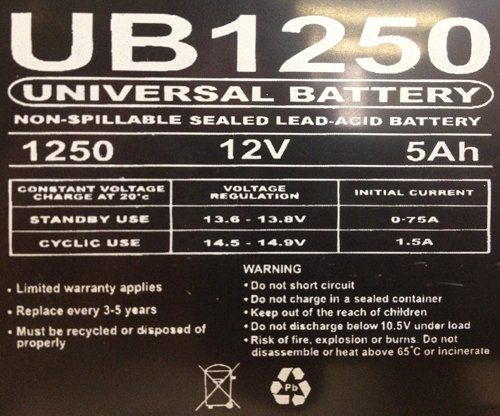 UB1250
UNIVERSAL BATTERY
NON-SPILLABLE SEALED LEAD-ACID BATTERY
1250 12V 5Ah
CONSTANT VOLTAGE CHARGE AT 20°c VOLTAGE REGULATION INITIAL CURRENT
STANDBY USE 13.6 - 13.8V 0·75A
CYCLIC USE 14.5 - 14.9V 1.5A
• Limited warranty applies
• Replace every 3-5 years
• Must be recycled or disposed of
properly
WARNING
• Do not short circuit
• Do not charge in a sealed container
• Keep out of the reach of children
• Do not discharge below 10.5V under load
• Risk of fire, explosion or burns. Do not
disassemble or heat above 65°C or incinerate
Pb